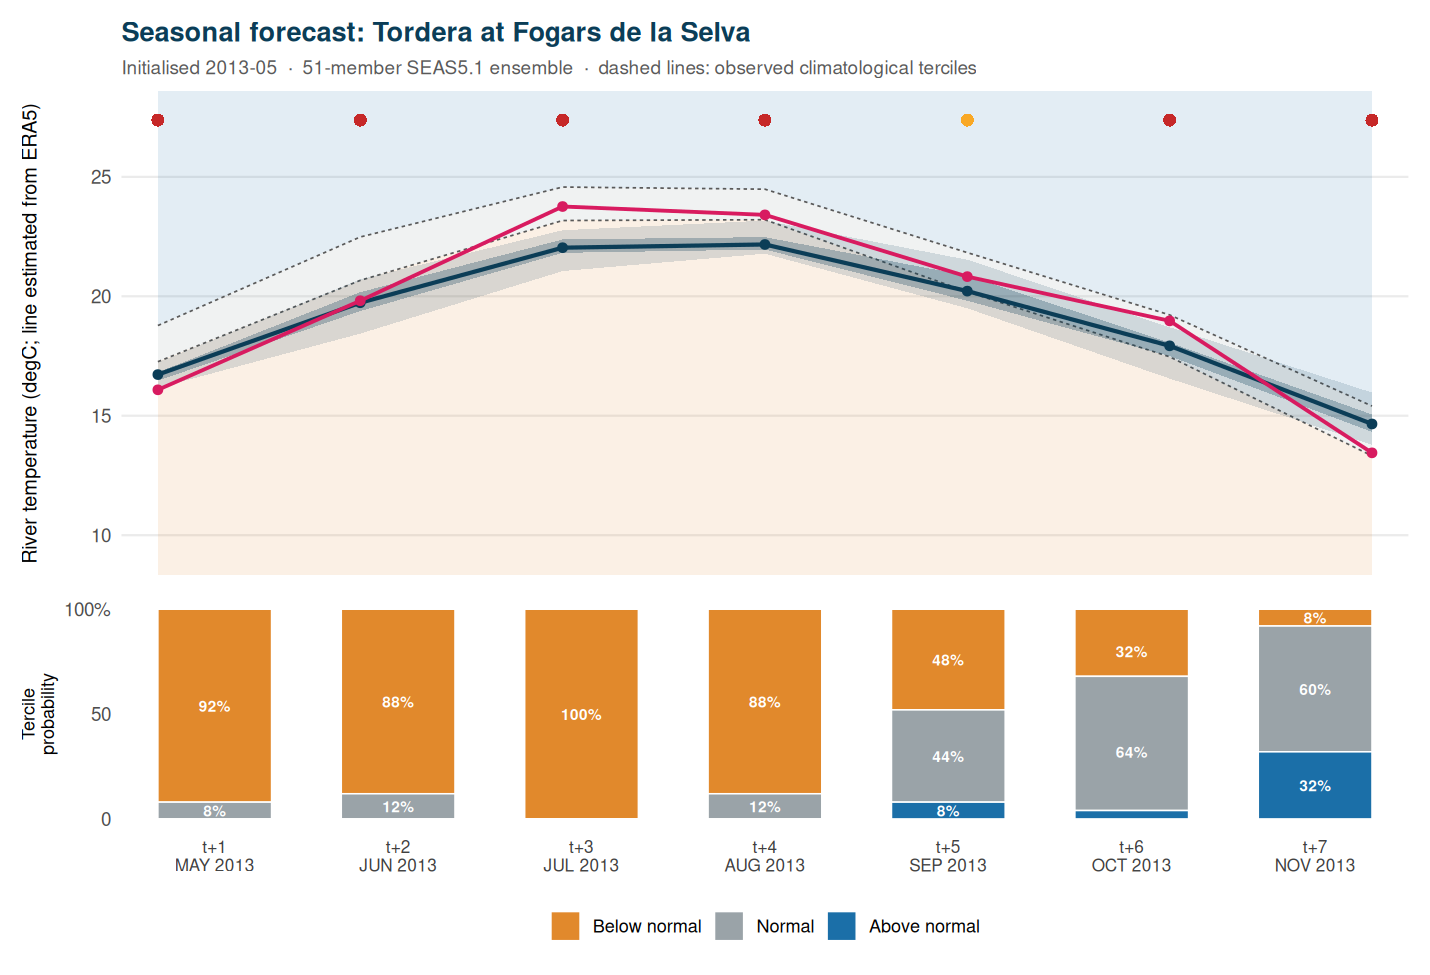 Seasonal forecast: Tordera at Fogars de la Selva
Initialised 2013-05 · 51-member SEAS5.1 ensemble · dashed lines: observed climatological terciles
River temperature (degC; line estimated from ERA5)
25
20
15
10
Tercile
probability
100%
50
0
92%
8%
88%
12%
100%
88%
12%
48%
44%
8%
32%
64%
8%
60%
32%
t+1
MAY 2013
t+2
JUN 2013
t+3
JUL 2013
t+4
AUG 2013
t+5
SEP 2013
t+6
OCT 2013
t+7
NOV 2013
Below normal
Normal
Above normal